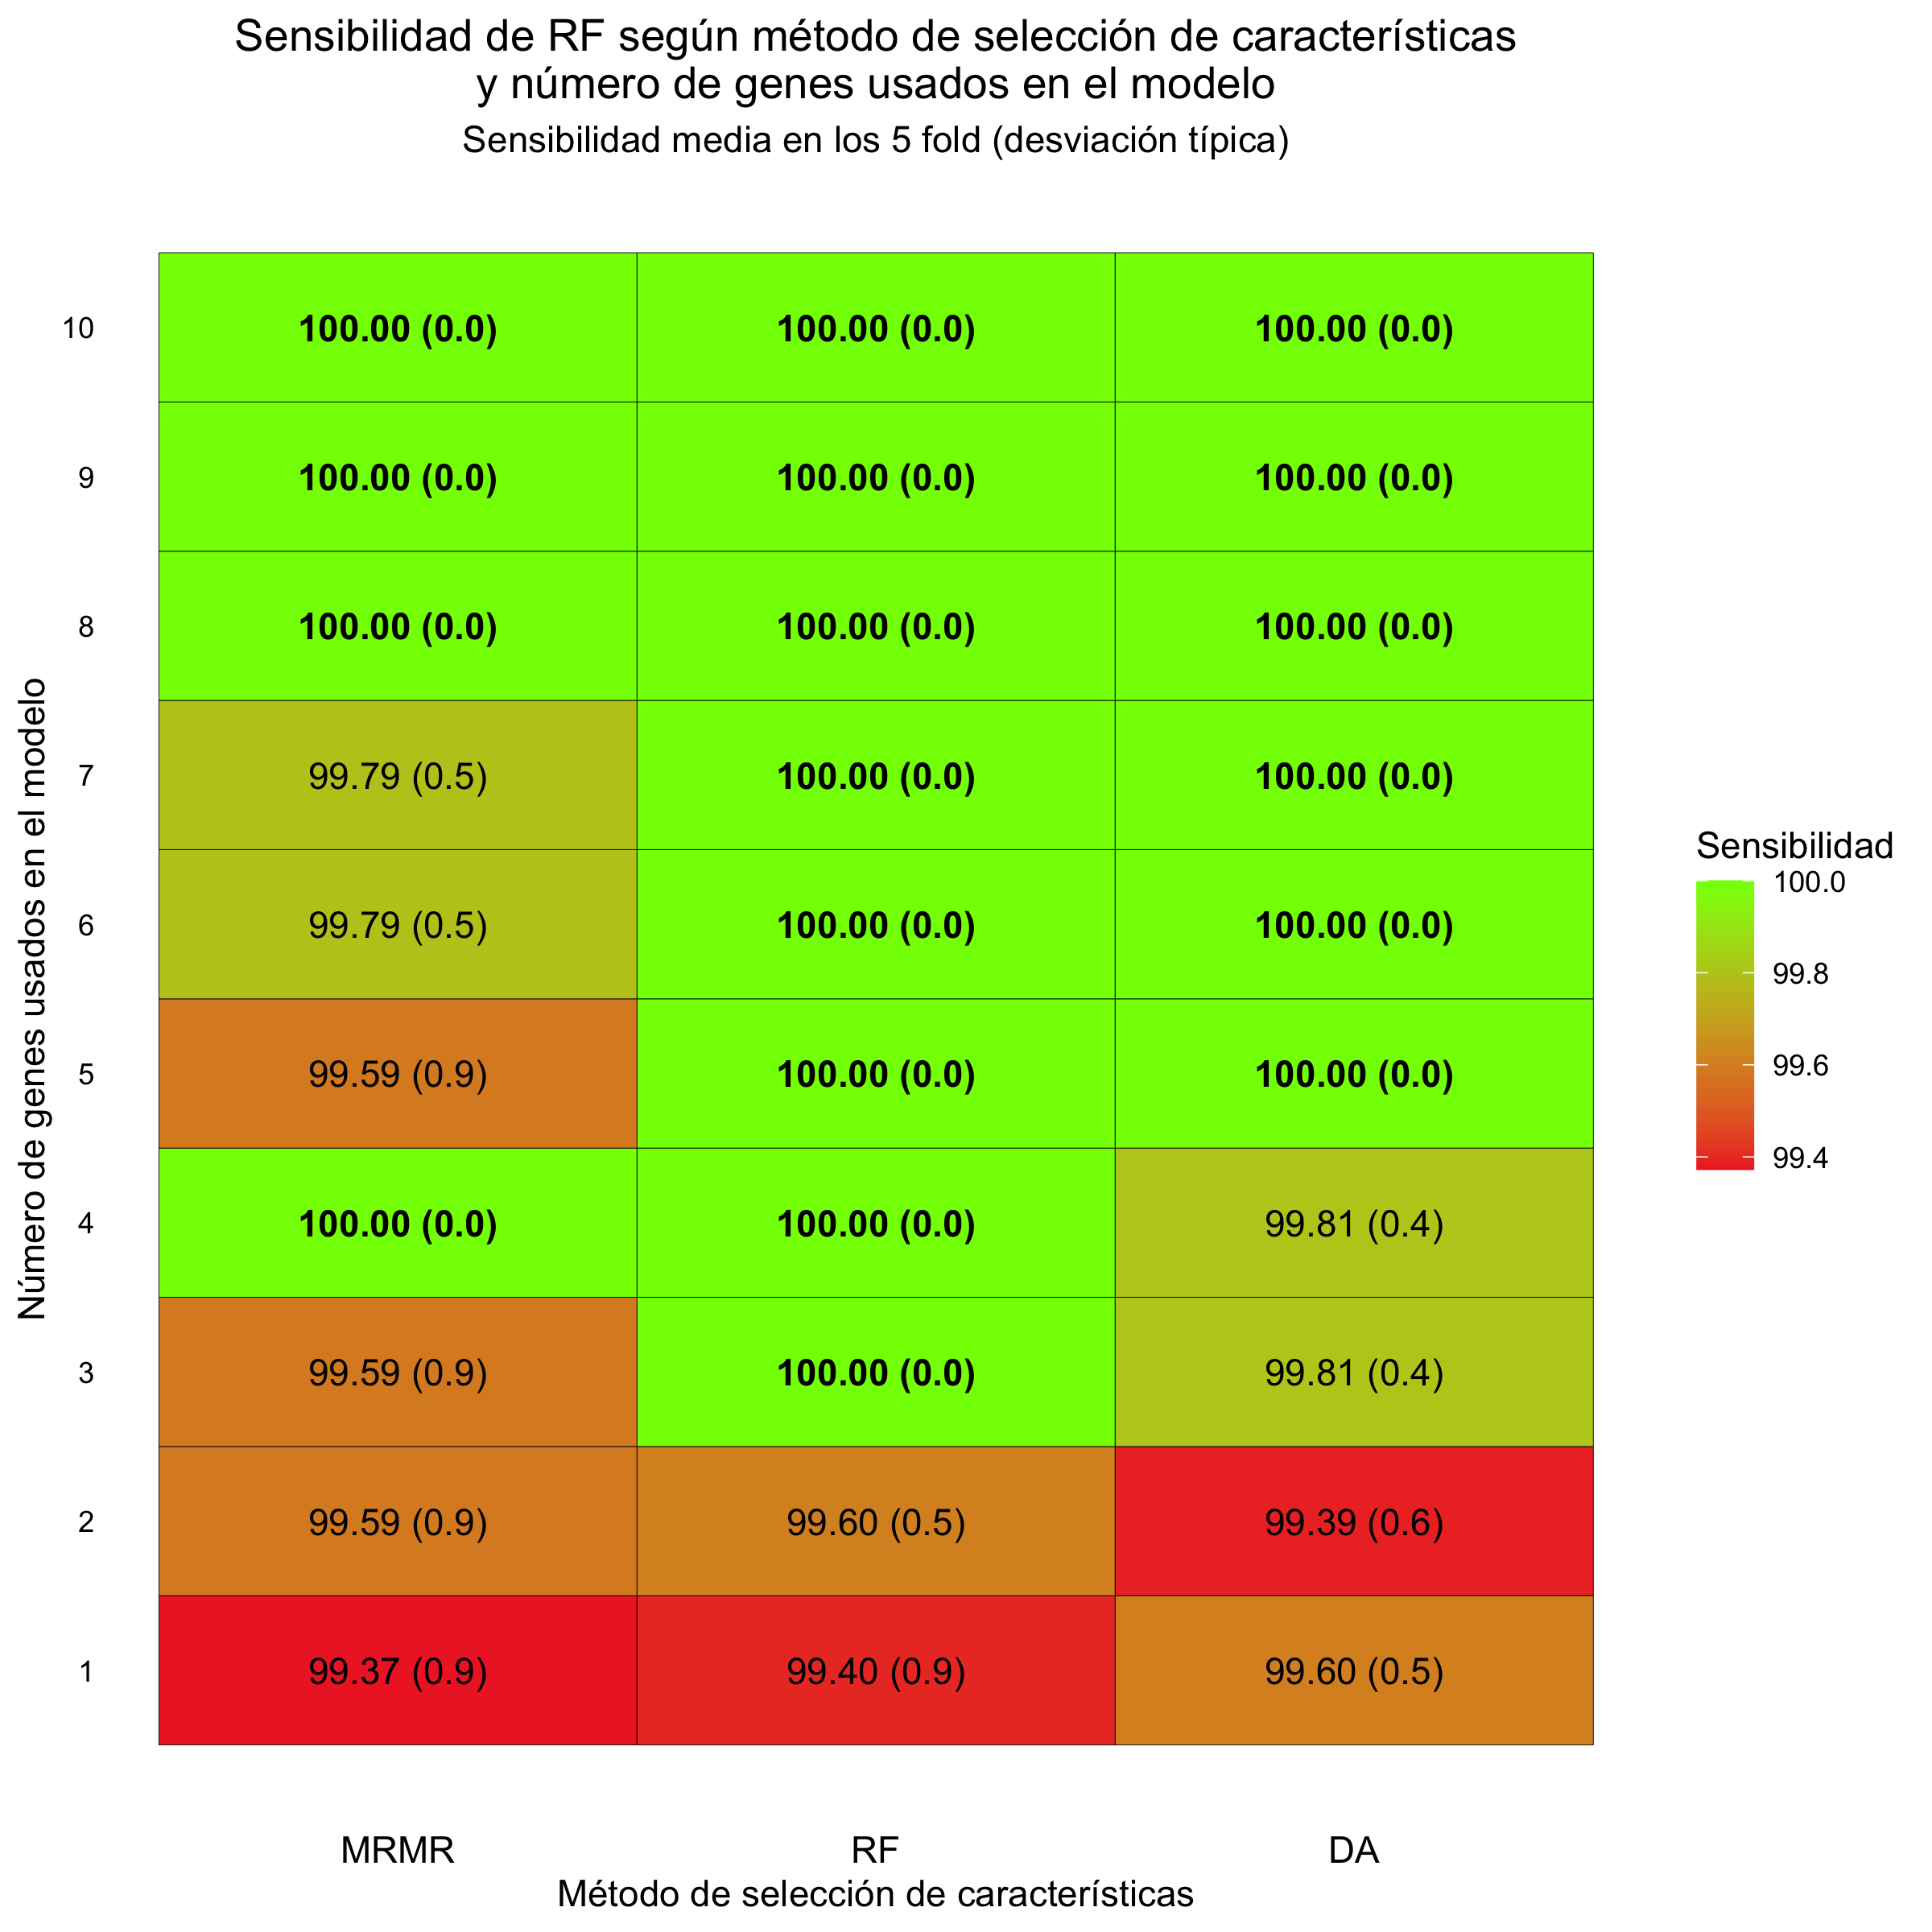 Sensibilidad de RF según método de selección de características
y número de genes usados en el modelo
Sensibilidad media en los 5 fold (desviación típica)
Número de genes usados en el modelo
10 100.00 (0.0) 100.00 (0.0) 100.00 (0.0)
9 100.00 (0.0) 100.00 (0.0) 100.00 (0.0)
8 100.00 (0.0) 100.00 (0.0) 100.00 (0.0)
7 99.79 (0.5) 100.00 (0.0) 100.00 (0.0)
6 99.79 (0.5) 100.00 (0.0) 100.00 (0.0)
5 99.59 (0.9) 100.00 (0.0) 100.00 (0.0)
4 100.00 (0.0) 100.00 (0.0) 99.81 (0.4)
3 99.59 (0.9) 100.00 (0.0) 99.81 (0.4)
2 99.59 (0.9) 99.60 (0.5) 99.39 (0.6)
1 99.37 (0.9) 99.40 (0.9) 99.60 (0.5)
MRMR RF DA
Método de selección de características
Sensibilidad
100.0
99.8
99.6
99.4